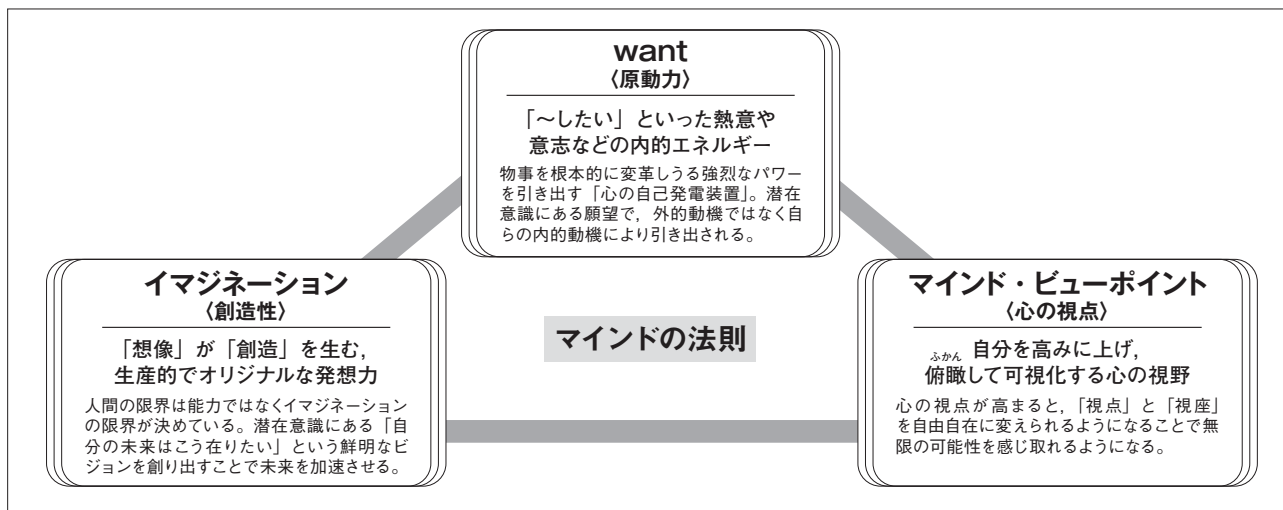 want
〈原動力〉
「～したい」といった熱意や
意志などの内的エネルギー
物事を根本的に変革しうる強烈なパワー
を引き出す「心の自己発電装置」。潜在
意識にある願望で，外的動機ではなく自
らの内的動機により引き出される。
イマジネーション
〈創造性〉
「想像」が「創造」を生む，
生産的でオリジナルな発想力
人間の限界は能力ではなくイマジネーション
の限界が決めている。潜在意識にある「自
分の未来はこう在りたい」という鮮明なビ
ジョンを創り出すことで未来を加速させる。
マインドの法則
マインド・ビューポイント
〈心の視点〉
自分を高みに上げ，
ふかん
俯瞰して可視化する心の視野
心の視点が高まると，「視点」と「視座」
を自由自在に変えられるようになることで無
限の可能性を感じ取れるようになる。